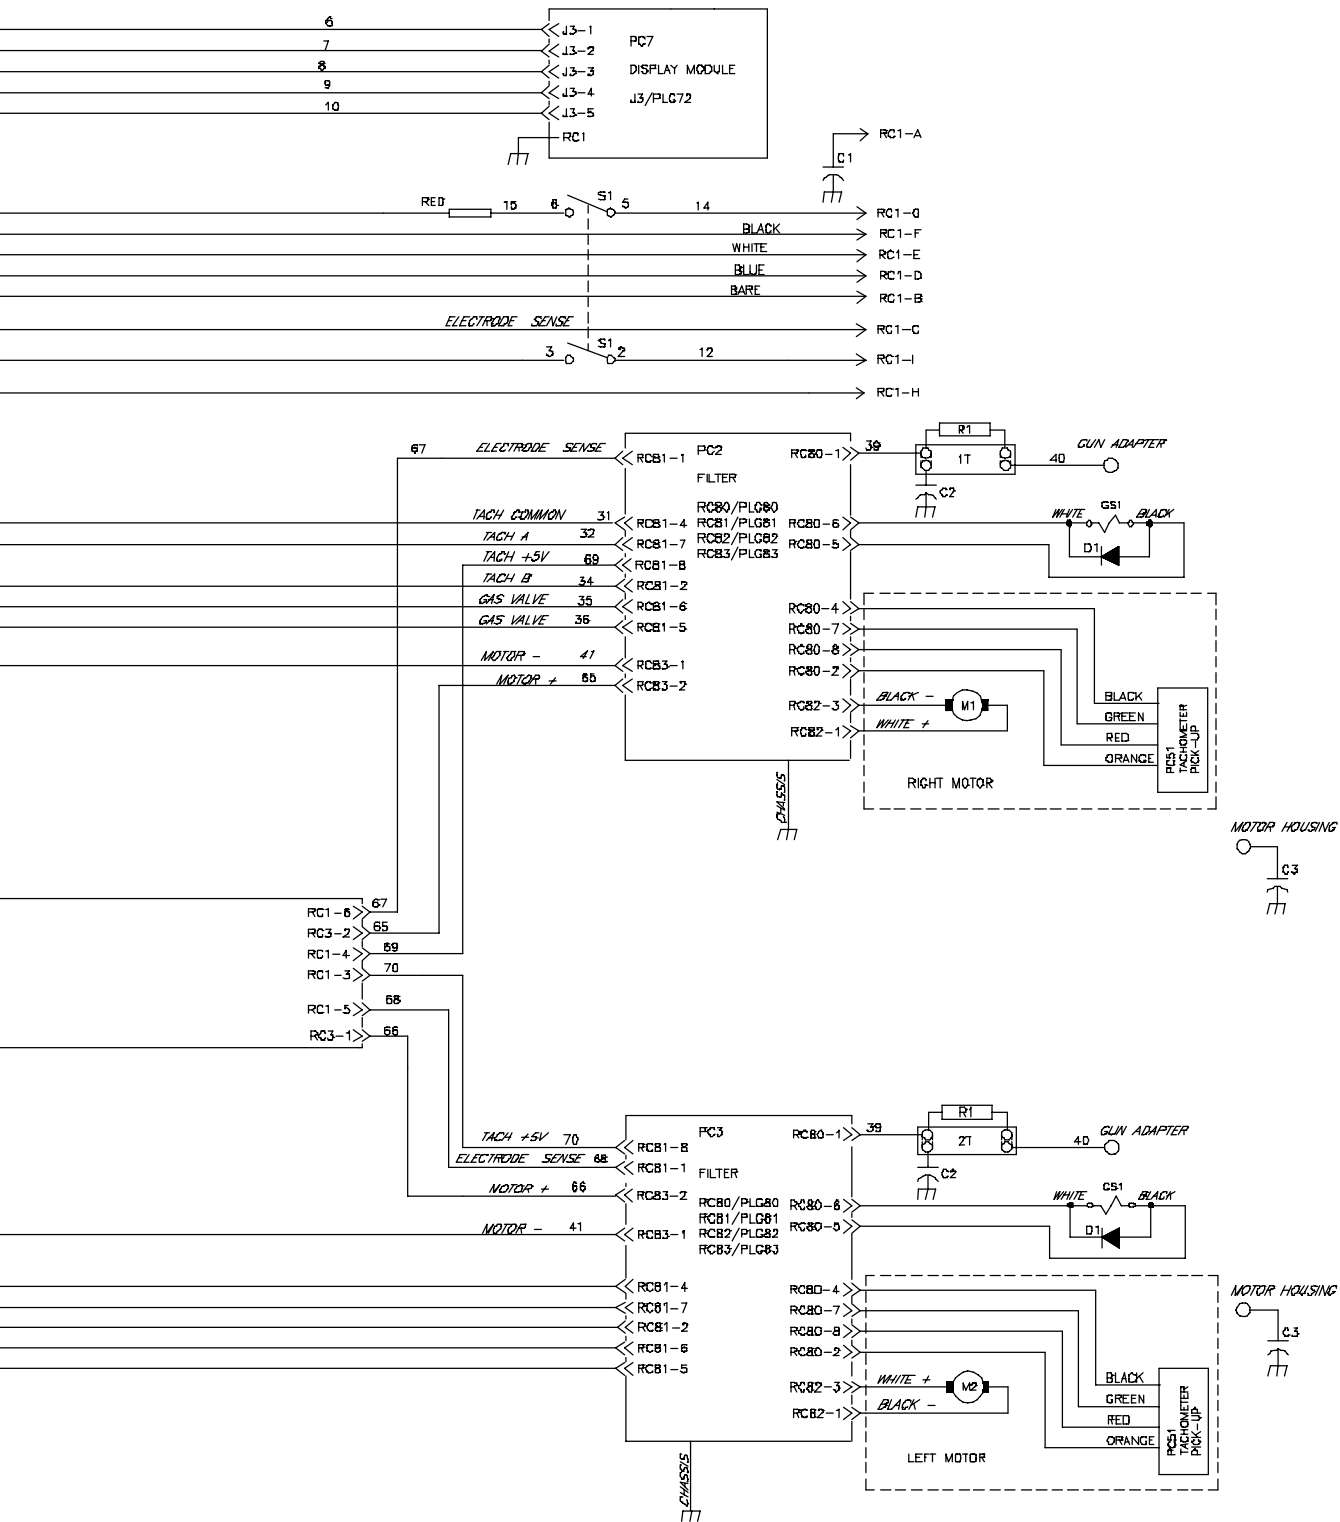 6
J3-1
7
J3-2
PC7
8
J3-3
DISPLAY MODULE
9
J3-4
J3/PLG72
10
J3-5
RC1
RC1-A
C1
RED
15
6
S1
5
14
RC1-G
BLACK
RC1-F
WHITE
RC1-E
BLUE
RC1-D
BARE
RC1-B
ELECTRODE SENSE
RC1-C
3
S1
2
12
RC1-I
RC1-H
67
ELECTRODE SENSE
RC81-1
PC2
FILTER
RC80/PLG80
RC81/PLG81
RC82/PLG82
RC83/PLG83
RC80-1
39
R1
1T
40
GUN ADAPTER
C2
TACH COMMON
31
RC81-4
RC80-6
WHITE
GS1
BLACK
TACH A
32
RC81-7
RC80-5
D1
TACH +5V
69
RC81-8
TACH B
34
RC81-2
GAS VALVE
35
RC81-6
RC80-4
GAS VALVE
36
RC81-5
RC80-7
RC80-8
MOTOR -
41
RC83-1
RC80-2
MOTOR +
65
RC83-2
BLACK -
M1
RC82-3
WHITE +
RC82-1
BLACK
GREEN
RED
ORANGE
PC51
TACHOMETER
PICK-UP
RIGHT MOTOR
CHASSIS
MOTOR HOUSING
C3
RC1-6
67
RC3-2
65
RC1-4
69
RC1-3
70
RC1-5
68
RC3-1
66
TACH +5V
70
RC81-8
PC3
FILTER
RC80/PLG80
RC81/PLG81
RC82/PLG82
RC83/PLG83
RC80-1
39
R1
2T
40
GUN ADAPTER
C2
ELECTRODE SENSE
68
RC81-1
MOTOR +
66
RC83-2
RC80-6
WHITE
GS1
BLACK
MOTOR -
41
RC83-1
RC80-5
D1
RC81-4
RC80-4
RC81-7
RC80-7
RC81-2
RC80-8
RC81-6
RC80-2
RC81-5
RC82-3
WHITE +
M2
RC82-1
BLACK -
BLACK
GREEN
RED
ORANGE
PC51
TACHOMETER
PICK-UP
LEFT MOTOR
MOTOR HOUSING
C3
CHASSIS